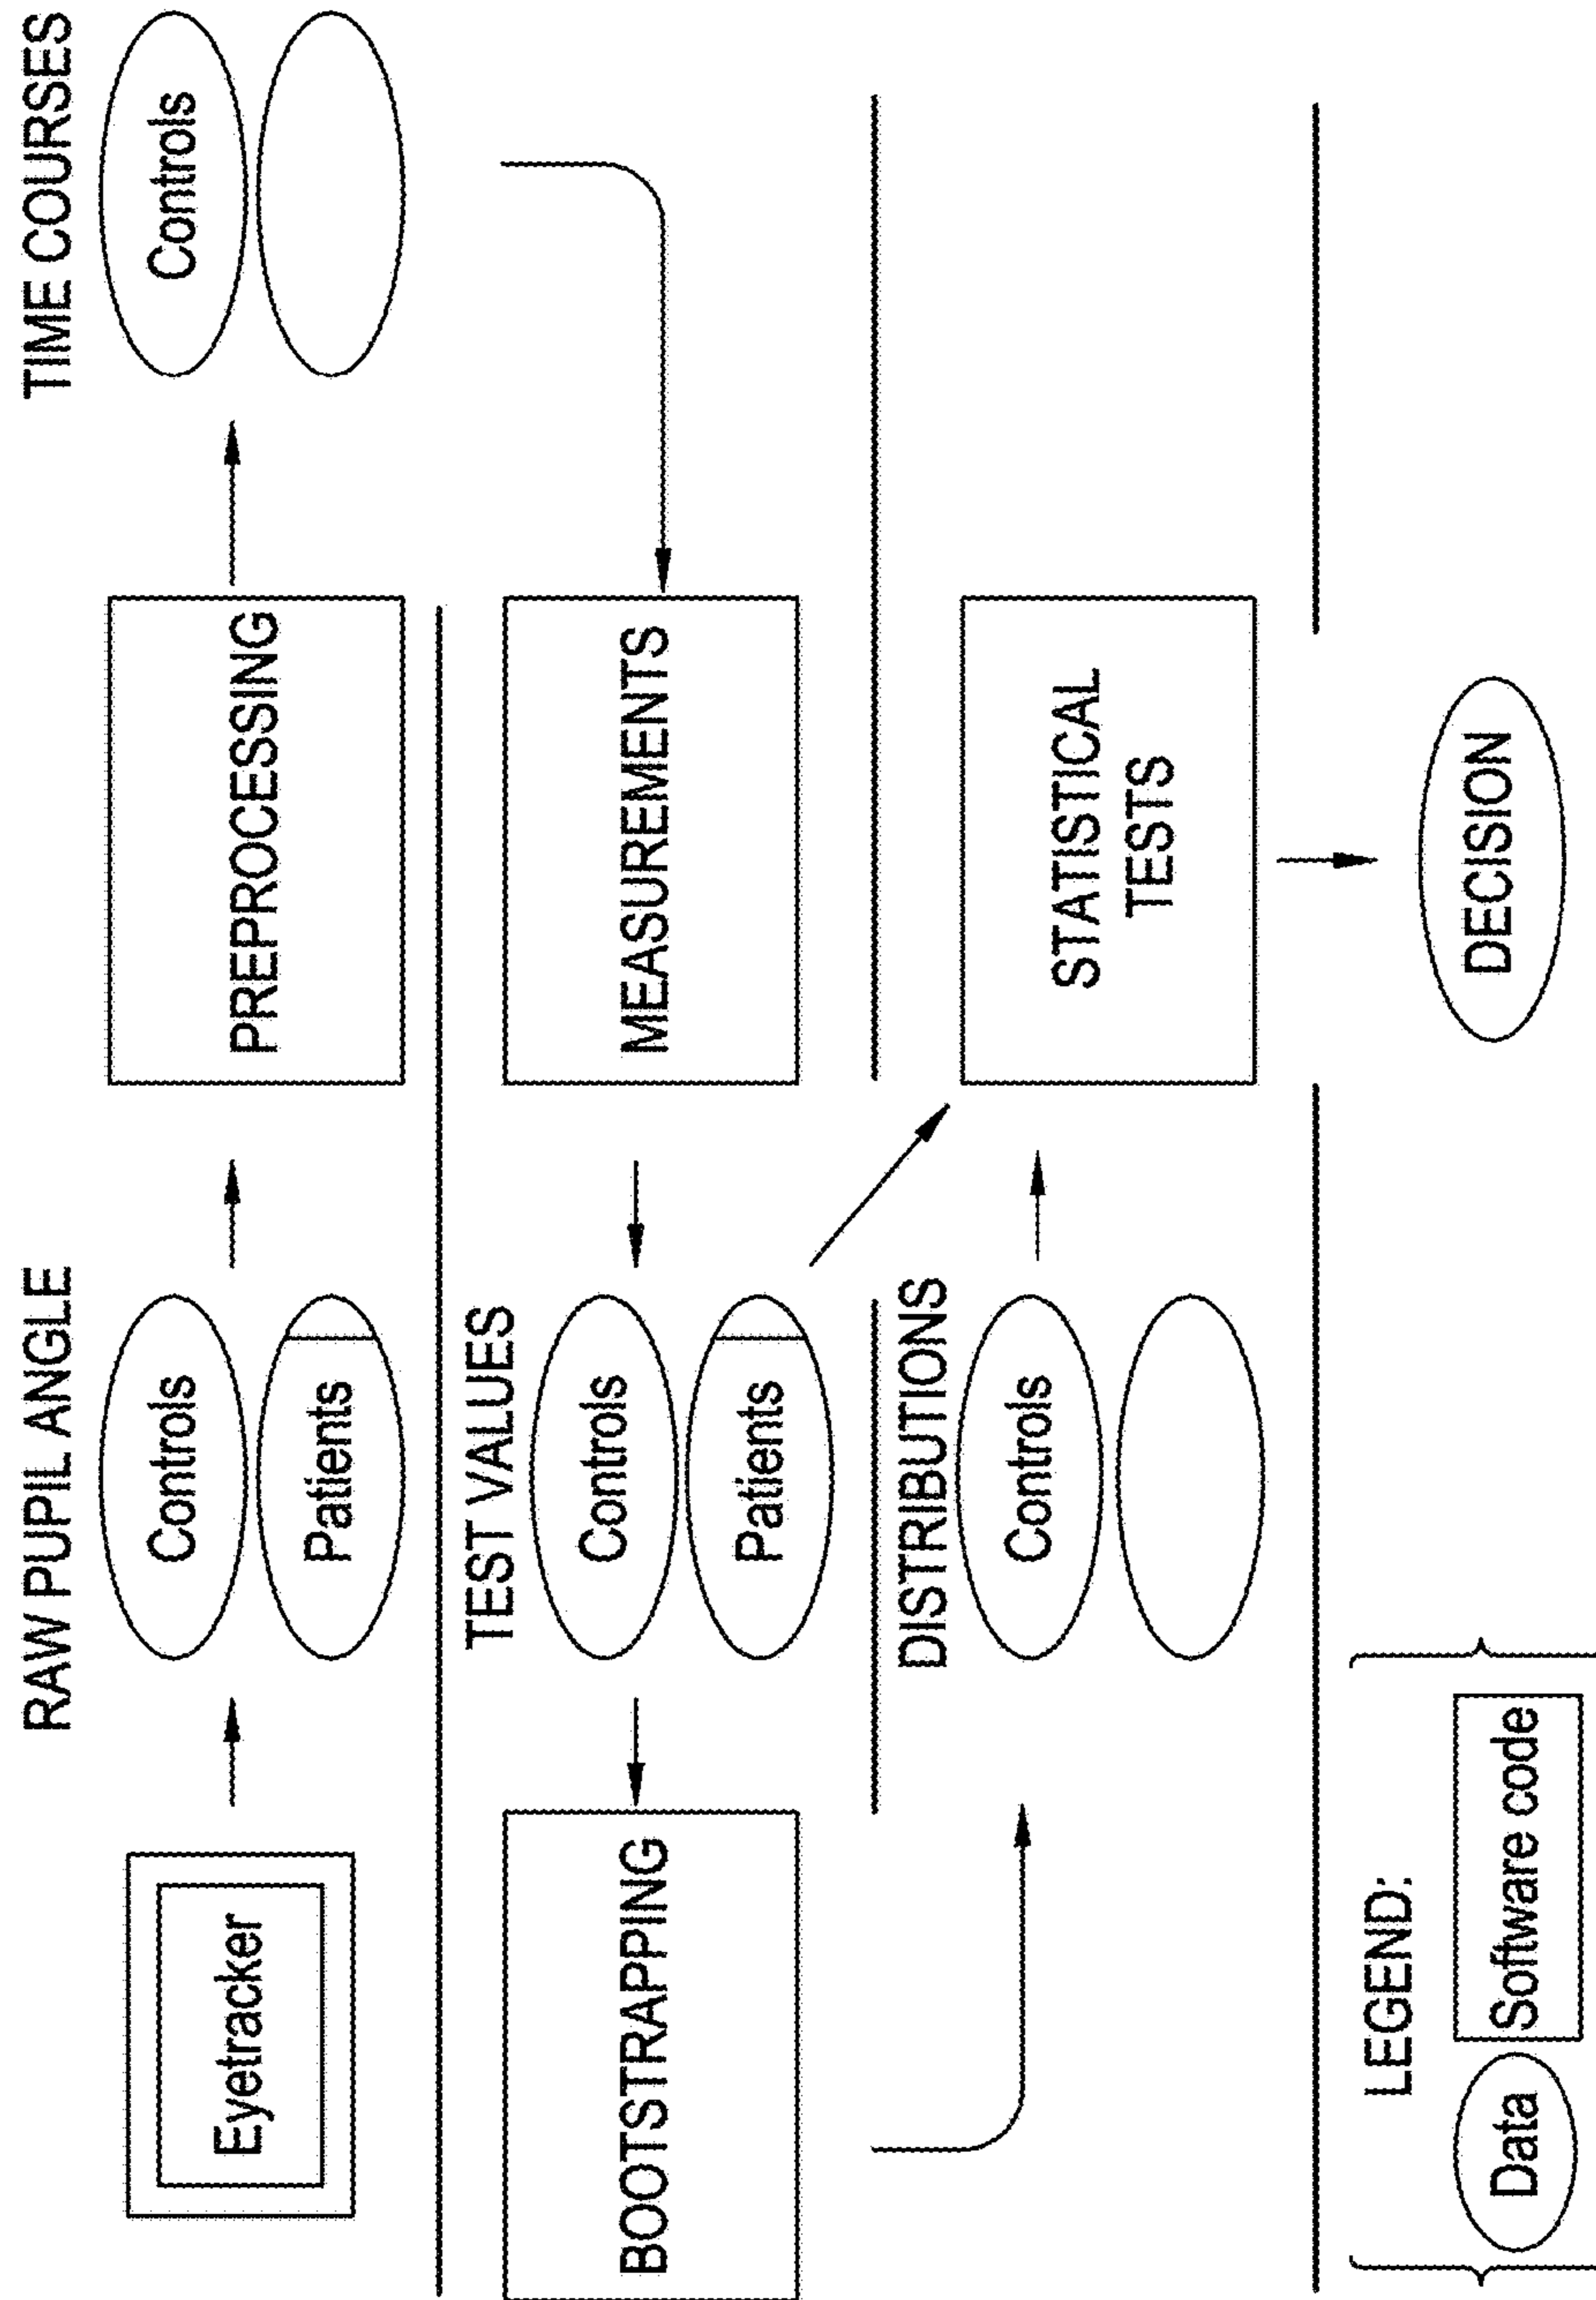 RAW PUPIL ANGLE
TIME COURSES
Eyetracker
Controls
Patients
PREPROCESSING
Controls
TEST VALUES
BOOTSTRAPPING
Controls
Patients
MEASUREMENTS
DISTRIBUTIONS
Controls
STATISTICAL
TESTS
LEGEND:
Data
Software code
DECISION